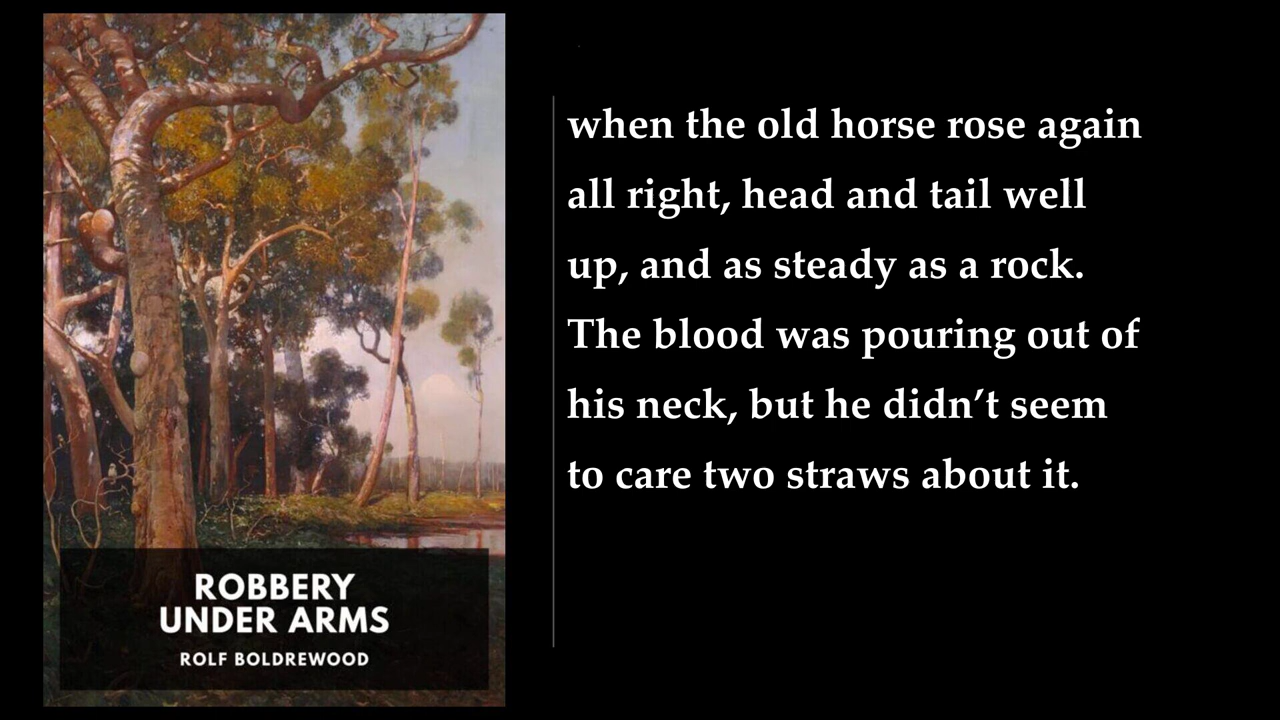 when the old horse rose again
all right, head and tail well
up, and as steady as a rock.
The blood was pouring out of
his neck, but he didn’t seem
to care two straws about it.
ROBBERY
UNDER ARMS
ROLF BOLDREWOOD